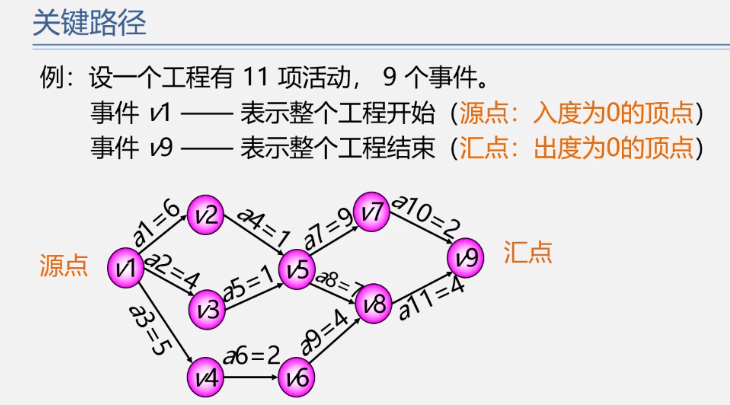 关键路径
例：设一个工程有 11 项活动， 9 个事件。
事件 v1 —— 表示整个工程开始（源点：入度为0的顶点）
事件 v9 —— 表示整个工程结束（汇点：出度为0的顶点）
源点
v1
a1=6
v2
a4=1
a2=4
v3
a5=1
a3=5
v4
a6=2
v6
v5
a7=9
v7
a10=2
a8=7
v8
a9=4
a11=4
v9
汇点